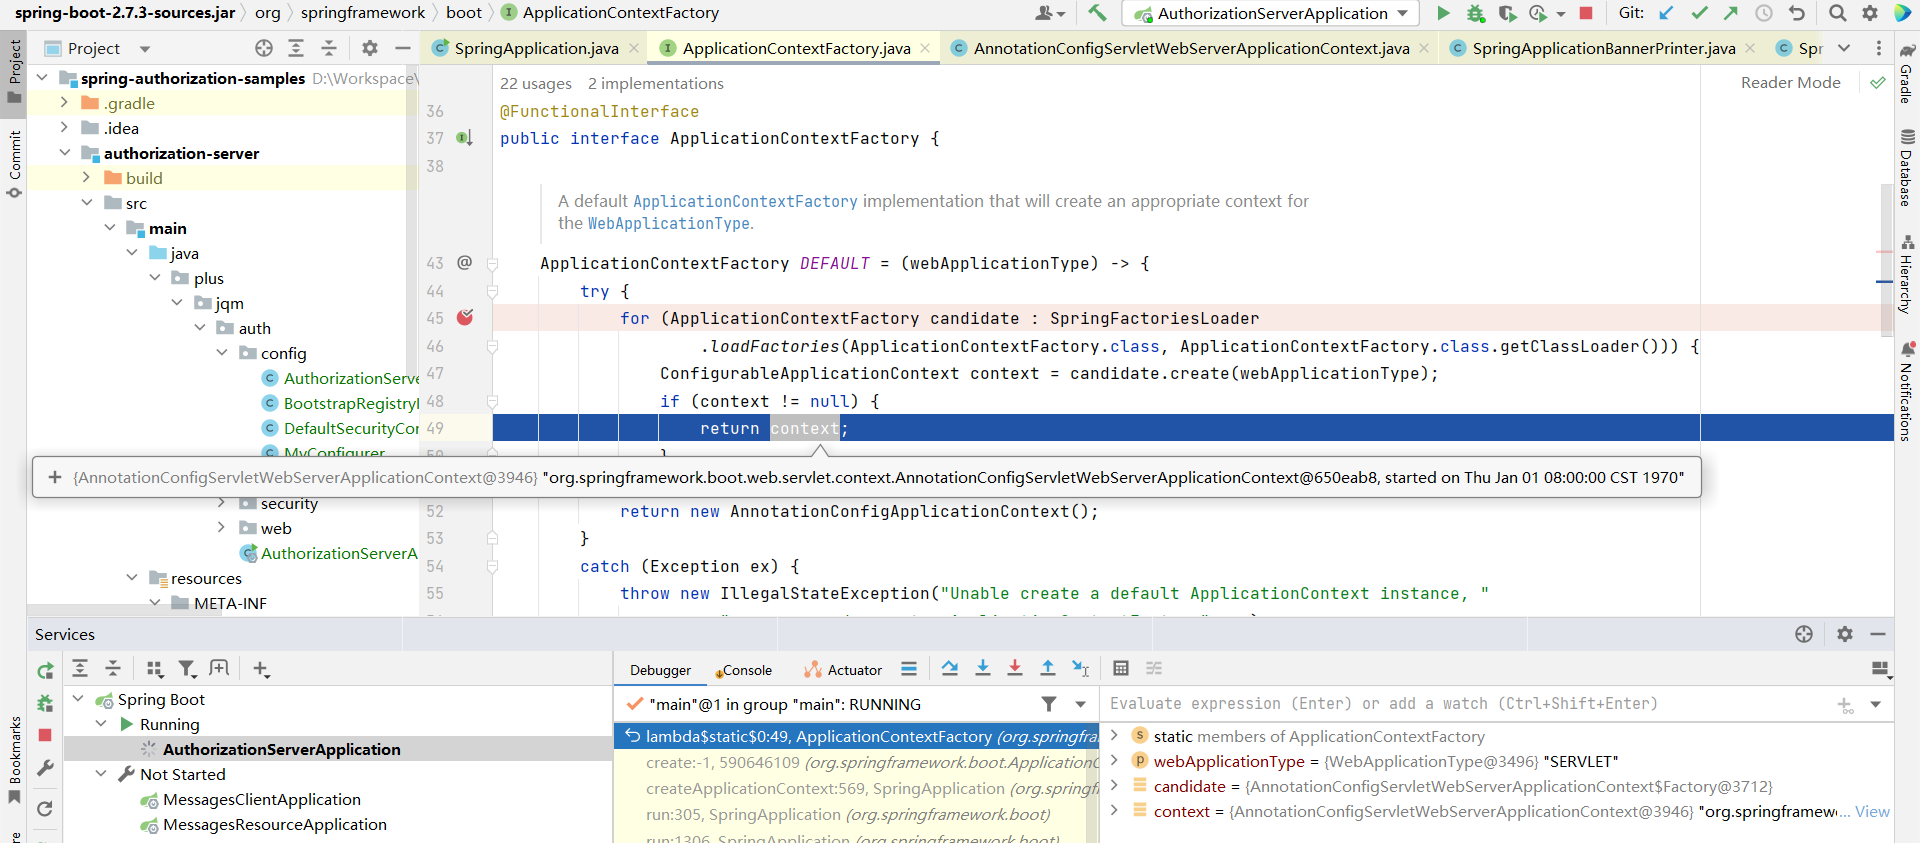 spring-boot-2.7.3-sources.jar org springframework boot ApplicationContextFactory
AuthorizationServerApplication Git:
Project
SpringApplication.java ApplicationContextFactory.java AnnotationConfigServletWebServerApplicationContext.java SpringApplicationBannerPrinter.java Spr
Project
Commit
Bookmarks
spring-authorization-samples D:\Workspace\
.gradle
.idea
authorization-server
build
src
main
java
plus
jqm
auth
config
AuthorizationServe
BootstrapRegistryI
DefaultSecurityCor
MyConfigurer
security
web
AuthorizationServerA
resources
META-INF
22 usages 2 implementations
Reader Mode
36 @FunctionalInterface
37 public interface ApplicationContextFactory {
38
A default ApplicationContextFactory implementation that will create an appropriate context for
the WebApplicationType.
43 @ ApplicationContextFactory DEFAULT = (webApplicationType) -> {
44 try {
45 for (ApplicationContextFactory candidate : SpringFactoriesLoader
46 .loadFactories(ApplicationContextFactory.class, ApplicationContextFactory.class.getClassLoader())) {
47 ConfigurableApplicationContext context = candidate.create(webApplicationType);
48 if (context != null) {
49 return context;
{AnnotationConfigServletWebServerApplicationContext@3946} "org.springframework.boot.web.servlet.context.AnnotationConfigServletWebServerApplicationContext@650eab8, started on Thu Jan 01 08:00:00 CST 1970"
52 return new AnnotationConfigApplicationContext();
53 }
54 catch (Exception ex) {
55 throw new IllegalStateException("Unable create a default ApplicationContext instance, "
Gradle
Database
Hierarchy
Notifications
Services
Spring Boot
Running
AuthorizationServerApplication
Not Started
MessagesClientApplication
MessagesResourceApplication
Debugger Console Actuator
"main"@1 in group "main": RUNNING
lambda$static$0:49, ApplicationContextFactory (org.springfra
create:-1, 590646109 (org.springframework.boot.ApplicationC
createApplicationContext:569, SpringApplication (org.springf
run:305, SpringApplication (org.springframework.boot)
run:1306, SpringApplication (org.springframework.boot)
Evaluate expression (Enter) or add a watch (Ctrl+Shift+Enter)
static members of ApplicationContextFactory
webApplicationType = {WebApplicationType@3496} "SERVLET"
candidate = {AnnotationConfigServletWebServerApplicationContext$Factory@3712}
context = {AnnotationConfigServletWebServerApplicationContext@3946} "org.springframew... View